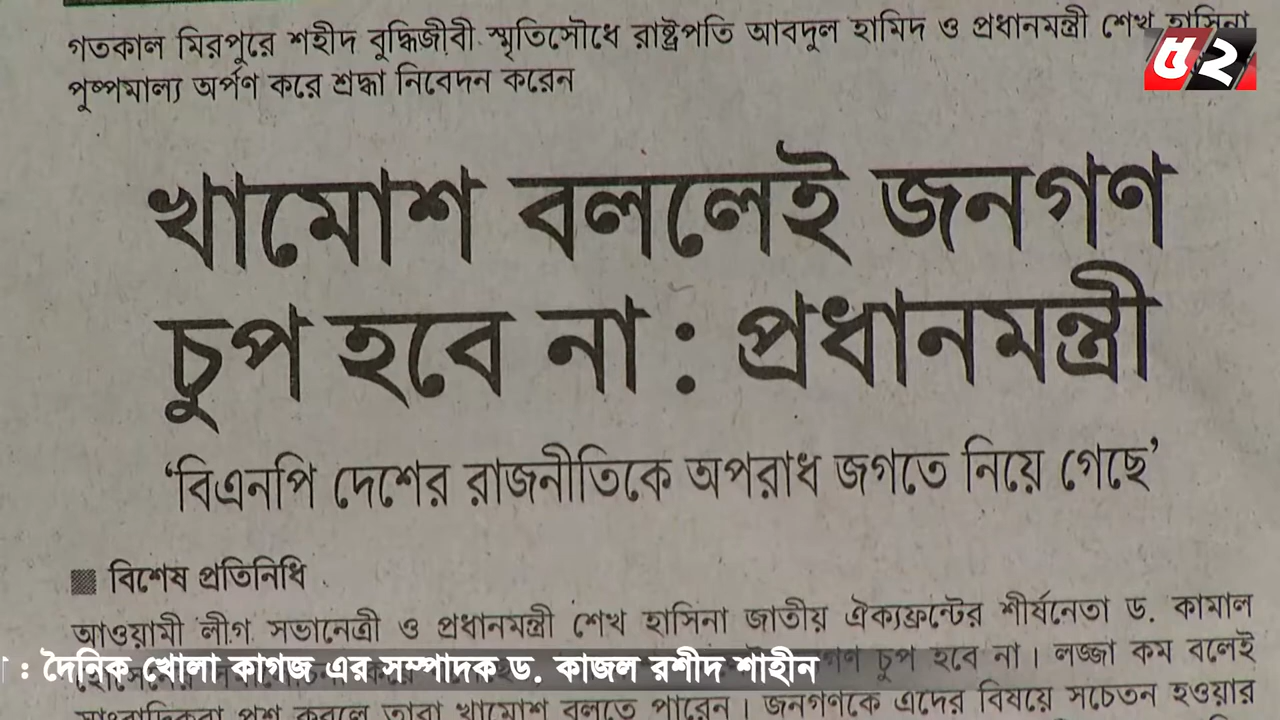 গতকাল মিরপুরে শহীদ বুদ্ধিজীবী স্মৃতিসৌধে রাষ্ট্রপতি আবদুল হামিদ ও প্রধানমন্ত্রী শেখ হাসিনা
পুষ্পমাল্য অর্পণ করে শ্রদ্ধা নিবেদন করেন
৫২
খামোশ বললেই জনগণ
চুপ হবে না : প্রধানমন্ত্রী
‘বিএনপি দেশের রাজনীতিকে অপরাধ জগতে নিয়ে গেছে’
বিশেষ প্রতিনিধি
আওয়ামী লীগ সভানেত্রী ও প্রধানমন্ত্রী শেখ হাসিনা জাতীয় ঐক্যফ্রন্টের শীর্ষনেতা ড. কামাল
চুপ হবে না। লজ্জা কম বলেই
: দৈনিক খোলা কাগজ এর সম্পাদক ড. কাজল রশীদ শাহীন
সাংবাদিকরা প্রশ্ন করলে তারা খামোশ বলতে পারেন। জনগণকে এদের বিষয়ে সচেতন হওয়ার